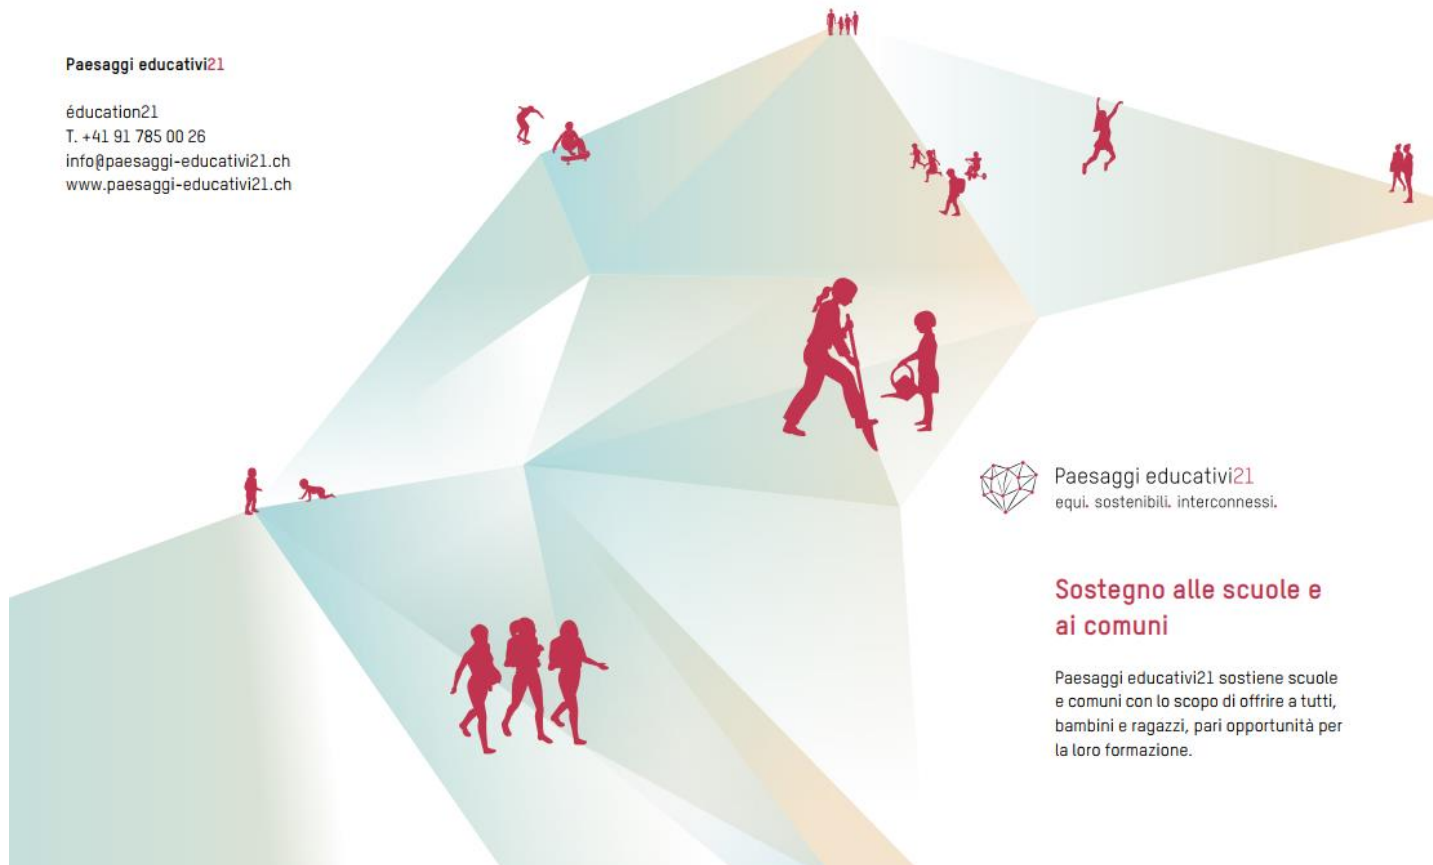 Paesaggi educativi21
éducation21
T. +41 91 785 00 26
info@paesaggi-educativi21.ch
www.paesaggi-educativi21.ch
Paesaggi educativi21
equi. sostenibili. interconnessi.
Sostegno alle scuole e
ai comuni
Paesaggi educativi21 sostiene scuole
e comuni con lo scopo di offrire a tutti,
bambini e ragazzi, pari opportunità per
la loro formazione.